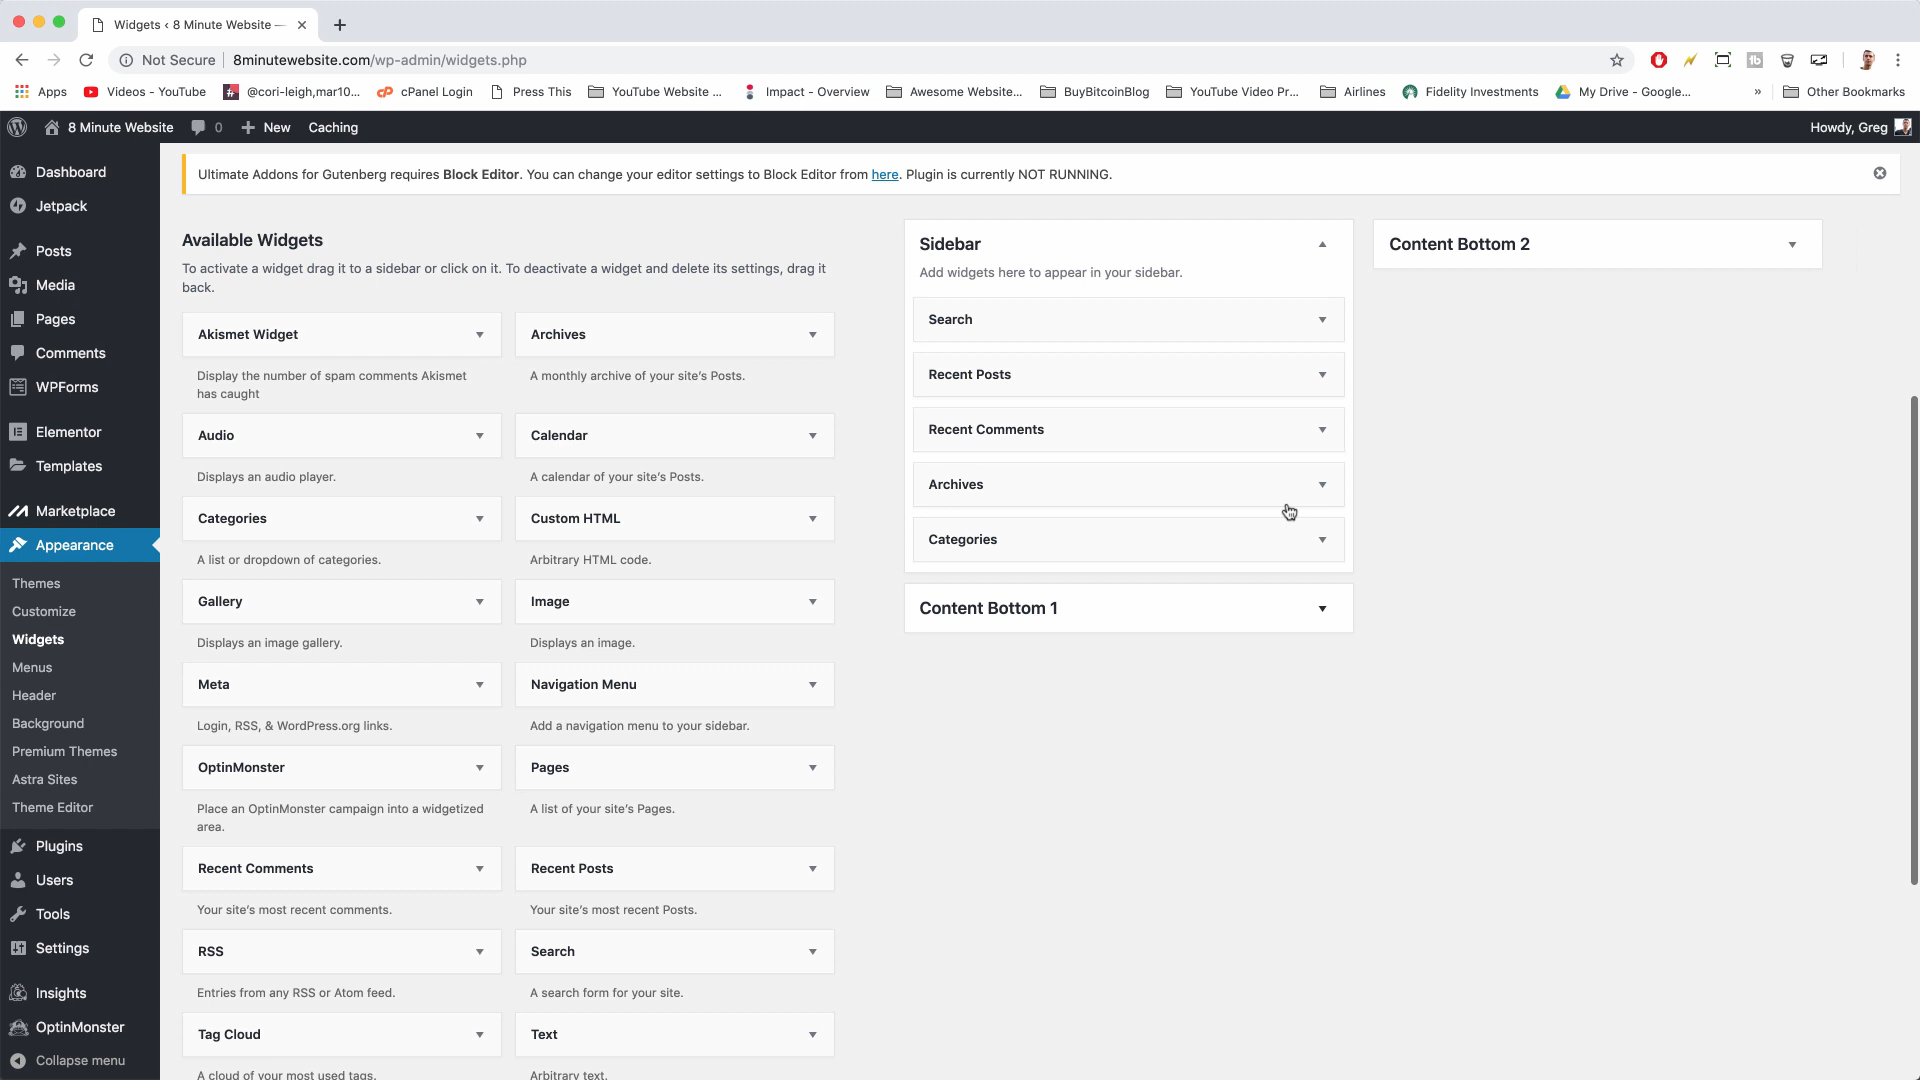 Widgets ‹ 8 Minute Website —
Not Secure
8minutewebsite.com/wp-admin/widgets.php
Apps
Videos - YouTube
@cori-leigh,mar10...
cPanel Login
Press This
YouTube Website ...
Impact - Overview
Awesome Website...
BuyBitcoinBlog
YouTube Video Pr...
Airlines
Fidelity Investments
My Drive - Google...
»
Other Bookmarks
8 Minute Website
0
New
Caching
Howdy, Greg
Dashboard
Jetpack
Posts
Media
Pages
Comments
WPForms
Elementor
Templates
Marketplace
Appearance
Themes
Customize
Widgets
Menus
Header
Background
Premium Themes
Astra Sites
Theme Editor
Plugins
Users
Tools
Settings
Insights
OptinMonster
Collapse menu
Ultimate Addons for Gutenberg requires Block Editor. You can change your editor settings to Block Editor from here. Plugin is currently NOT RUNNING.
Available Widgets
To activate a widget drag it to a sidebar or click on it. To deactivate a widget and delete its settings, drag it
back.
Akismet Widget
Display the number of spam comments Akismet
has caught
Archives
A monthly archive of your site's Posts.
Audio
Displays an audio player.
Calendar
A calendar of your site's Posts.
Categories
A list or dropdown of categories.
Custom HTML
Arbitrary HTML code.
Gallery
Displays an image gallery.
Image
Displays an image.
Meta
Login, RSS, & WordPress.org links.
Navigation Menu
Add a navigation menu to your sidebar.
OptinMonster
Place an OptinMonster campaign into a widgetized
area.
Pages
A list of your site's Pages.
Recent Comments
Your site's most recent comments.
Recent Posts
Your site's most recent Posts.
RSS
Entries from any RSS or Atom feed.
Search
A search form for your site.
Tag Cloud
A cloud of your most used tags.
Text
Arbitrary text.
Sidebar
Add widgets here to appear in your sidebar.
Search
Recent Posts
Recent Comments
Archives
Categories
Content Bottom 1
Content Bottom 2